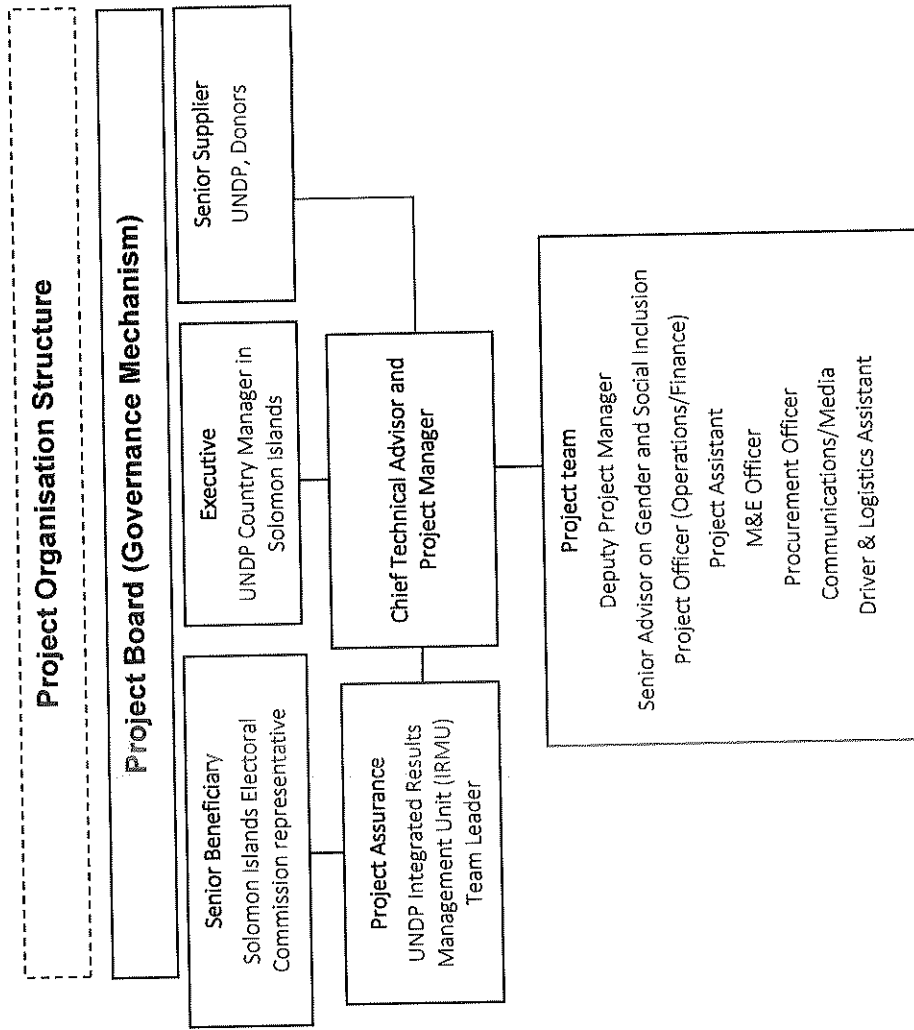 Project Organisation Structure
Project Board (Governance Mechanism)
Senior Beneficiary
Solomon Islands Electoral
Commission representative
Executive
UNDP Country Manager in
Solomon Islands
Senior Supplier
UNDP, Donors
Project Assurance
UNDP Integrated Results
Management Unit (IRMU)
Team Leader
Chief Technical Advisor and
Project Manager
Project team
Deputy Project Manager
Senior Advisor on Gender and Social Inclusion
Project Officer (Operations/Finance)
Project Assistant
M&E Officer
Procurement Officer
Communications/Media
Driver & Logistics Assistant